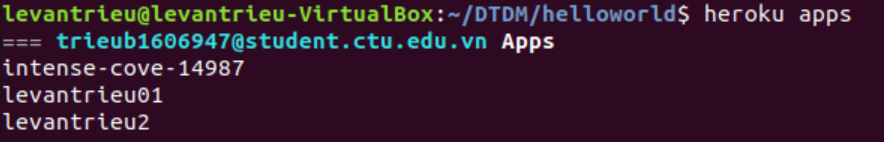 levantrieu@levantrieu-VirtualBox:~/DTDM/helloworld$ heroku apps
=== trieub1606947@student.ctu.edu.vn Apps
intense-cove-14987
levantrieu01
levantrieu2